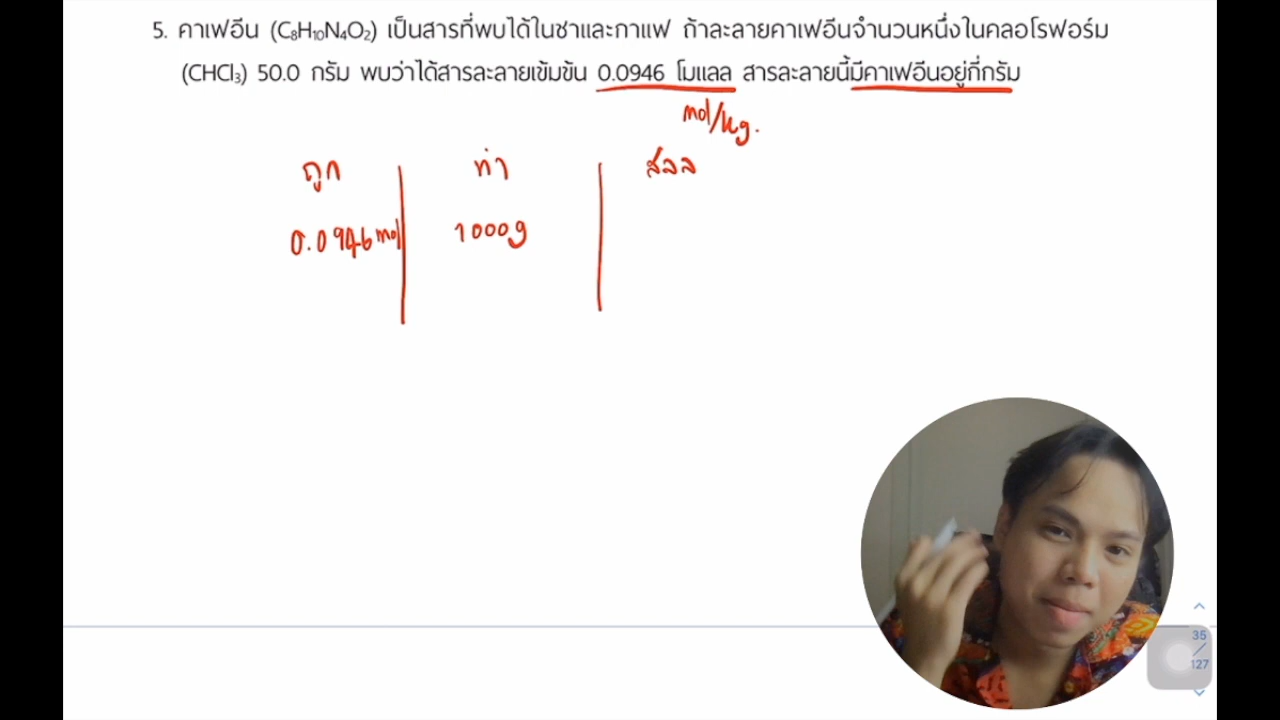 5. คาเฟอีน (C₈H₁₀N₄O₂) เป็นสารที่พบได้ในชาและกาแฟ ถ้าละลายคาเฟอีนจำนวนหนึ่งในคลอโรฟอร์ม
(CHCl₃) 50.0 กรัม พบว่าได้สารละลายเข้มข้น 0.0946 โมแลล สารละลายนี้มีคาเฟอีนอยู่กี่กรัม
mol/kg.
ถูก ทำ สลล
0.0946 mol 1000g
35
/
127